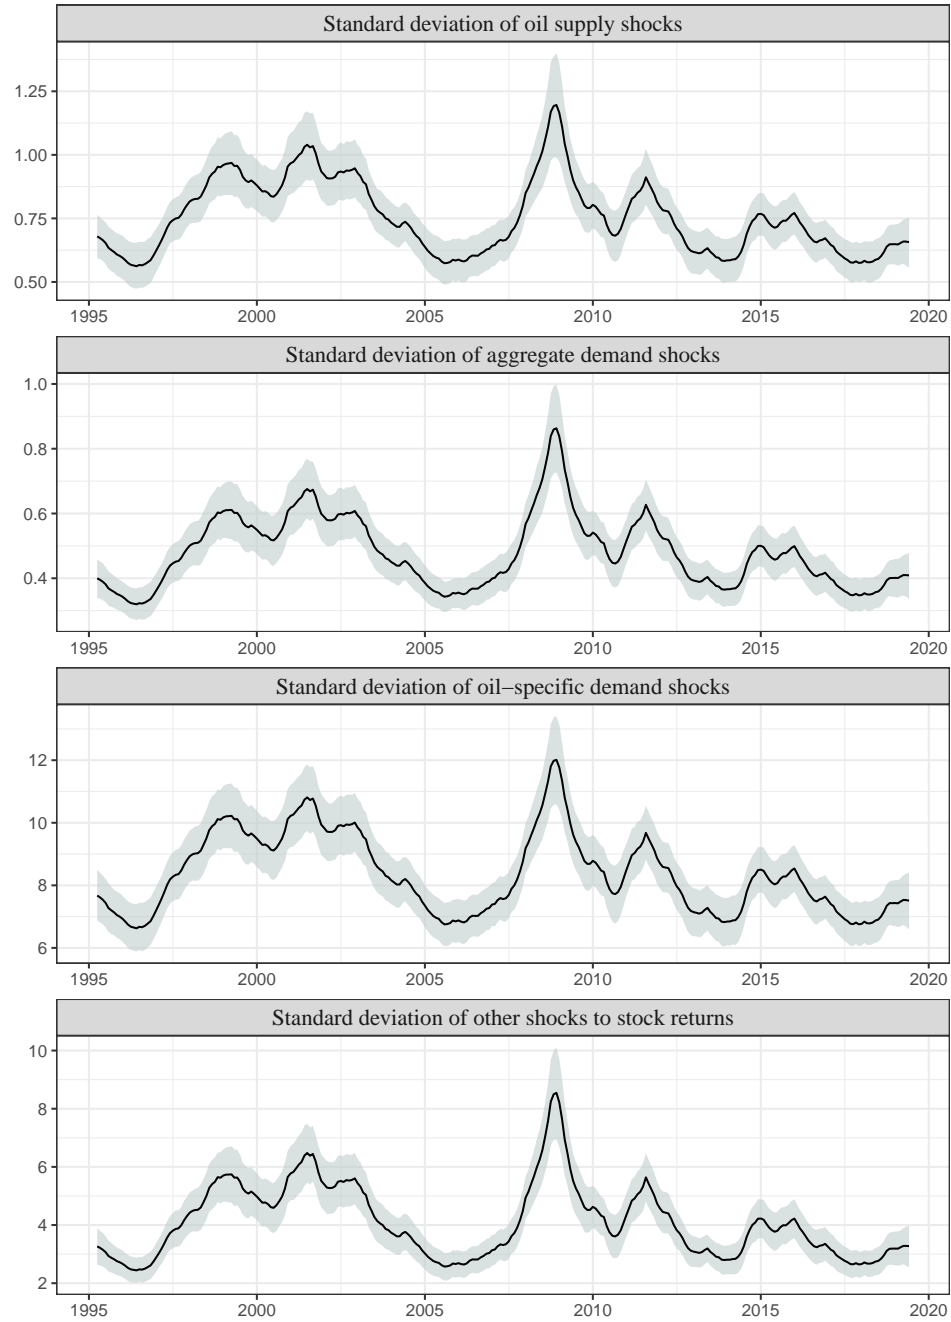 Standard deviation of oil supply shocks
1.25
1.00
0.75
0.50
1995 2000 2005 2010 2015 2020
Standard deviation of aggregate demand shocks
1.0
0.8
0.6
0.4
1995 2000 2005 2010 2015 2020
Standard deviation of oil−specific demand shocks
12
10
8
6
1995 2000 2005 2010 2015 2020
Standard deviation of other shocks to stock returns
10
8
6
4
2
1995 2000 2005 2010 2015 2020